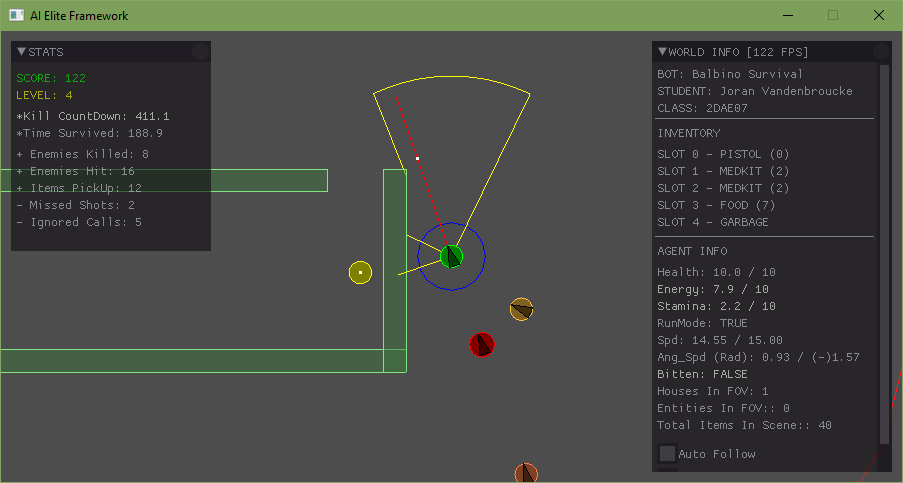 AI Elite Framework
STATS
SCORE: 122
LEVEL: 4
*Kill CountDown: 411.1
*Time Survived: 188.9
+ Enemies Killed: 8
+ Enemies Hit: 16
+ Items PickUp: 12
- Missed Shots: 2
- Ignored Calls: 5
WORLD INFO [122 FPS]
BOT: Balbino Survival
STUDENT: Joran Vandenbroucke
CLASS: 2DAE07
INVENTORY
SLOT 0 - PISTOL (0)
SLOT 1 - MEDKIT (2)
SLOT 2 - MEDKIT (2)
SLOT 3 - FOOD (7)
SLOT 4 - GARBAGE
AGENT INFO
Health: 10.0 / 10
Energy: 7.9 / 10
Stamina: 2.2 / 10
RunMode: TRUE
Spd: 14.55 / 15.00
Ang_Spd (Rad): 0.93 / (-)1.57
Bitten: FALSE
Houses In FOV: 1
Entities In FOV:: 0
Total Items In Scene:: 40
Auto Follow